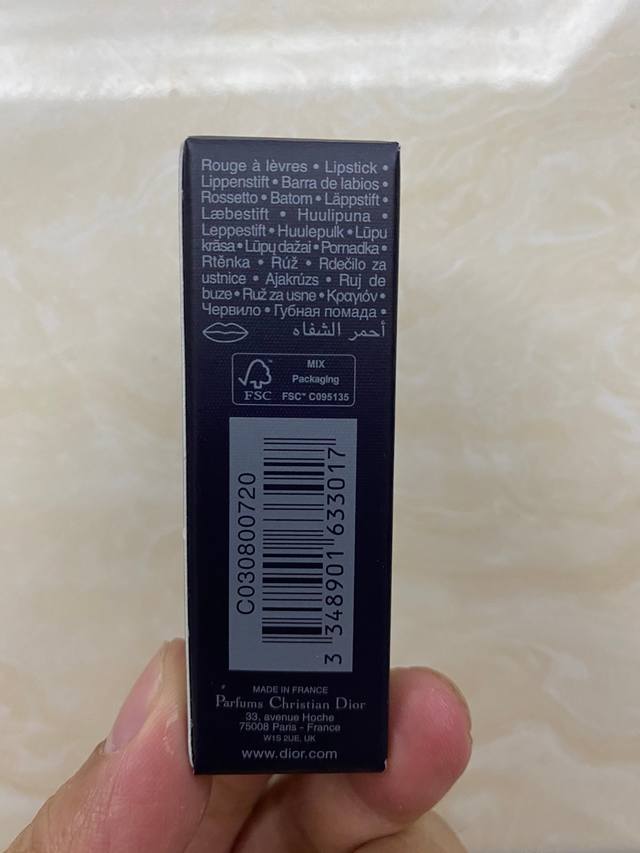 Rouge à lèvres • Lipstick •
Lippenstift • Barra de labios •
Rossetto • Batom • Läppstift •
Læbestift • Huulipuna •
Leppestift • Huulepulk • Lūpu
krāsa • Lūpų dažai • Pomadka •
Rtěnka • Rúž • Rdečilo za
ustnice • Ajakrúzs • Ruj de
buze • Ruž za usne • Κραγιόν •
Червило • Губная помада •
أحمر الشفاه
FSC™
MIX
Packaging
FSC™ C095135
C030800720
3 348901 633017
MADE IN FRANCE
Parfums Christian Dior
33, avenue Hoche
75008 Paris - France
W1S 2UE, UK
www.dior.com